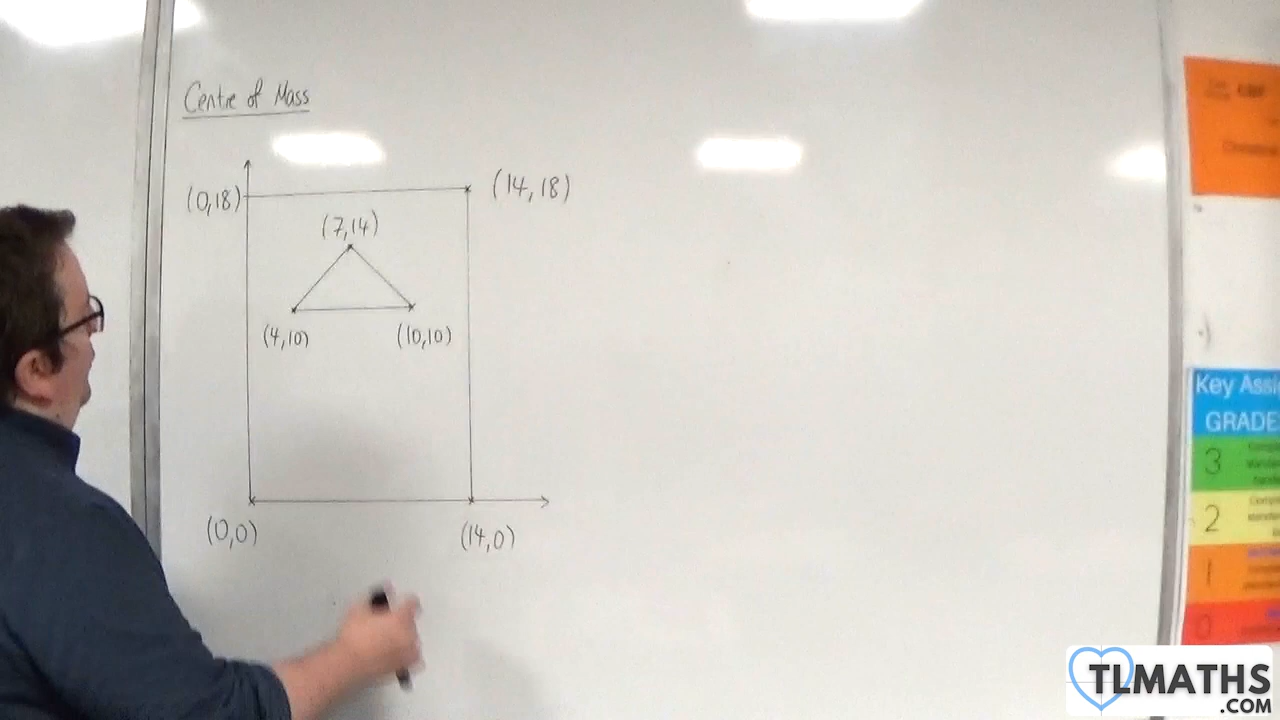 Centre of Mass
(0,18)
(14,18)
(7,14)
(4,10)
(10,10)
(0,0)
(14,0)
Key Assi
GRADE
3
2
1
0
TLMATHS
.COM